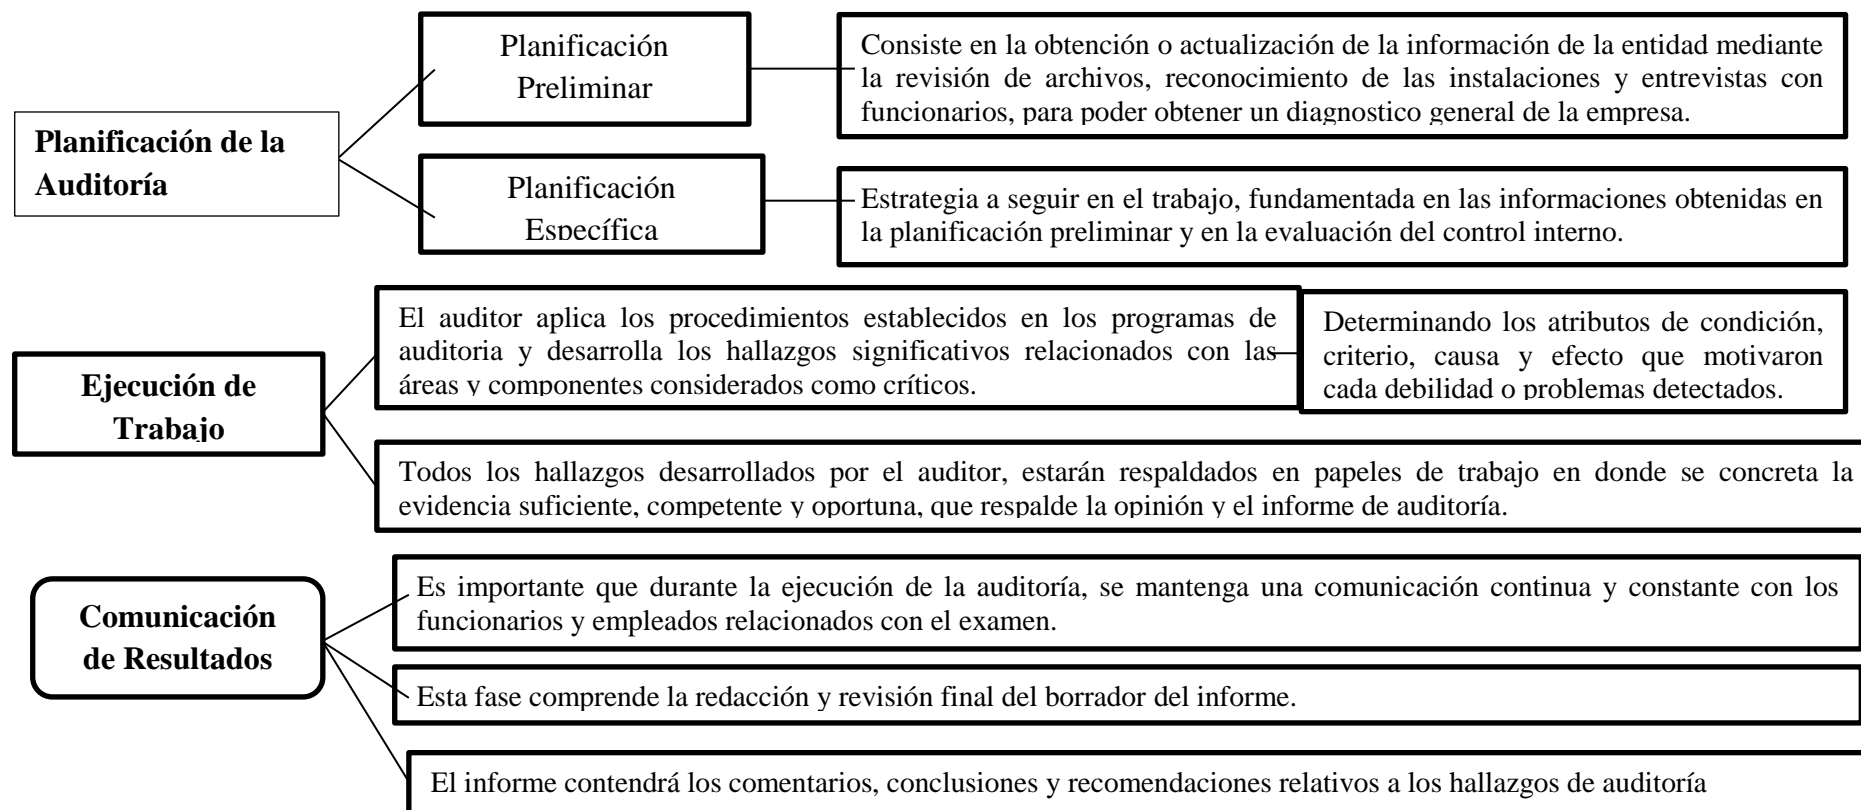 Planificación de la
Auditoría
Planificación
Preliminar
Consiste en la obtención o actualización de la información de la entidad mediante
la revisión de archivos, reconocimiento de las instalaciones y entrevistas con
funcionarios, para poder obtener un diagnostico general de la empresa.
Planificación
Específica
Estrategia a seguir en el trabajo, fundamentada en las informaciones obtenidas en
la planificación preliminar y en la evaluación del control interno.
Ejecución de
Trabajo
El auditor aplica los procedimientos establecidos en los programas de
auditoria y desarrolla los hallazgos significativos relacionados con las
áreas y componentes considerados como críticos.
Determinando los atributos de condición,
criterio, causa y efecto que motivaron
cada debilidad o problemas detectados.
Todos los hallazgos desarrollados por el auditor, estarán respaldados en papeles de trabajo en donde se concreta la
evidencia suficiente, competente y oportuna, que respalde la opinión y el informe de auditoría.
Comunicación
de Resultados
Es importante que durante la ejecución de la auditoría, se mantenga una comunicación continua y constante con los
funcionarios y empleados relacionados con el examen.
Esta fase comprende la redacción y revisión final del borrador del informe.
El informe contendrá los comentarios, conclusiones y recomendaciones relativos a los hallazgos de auditoría